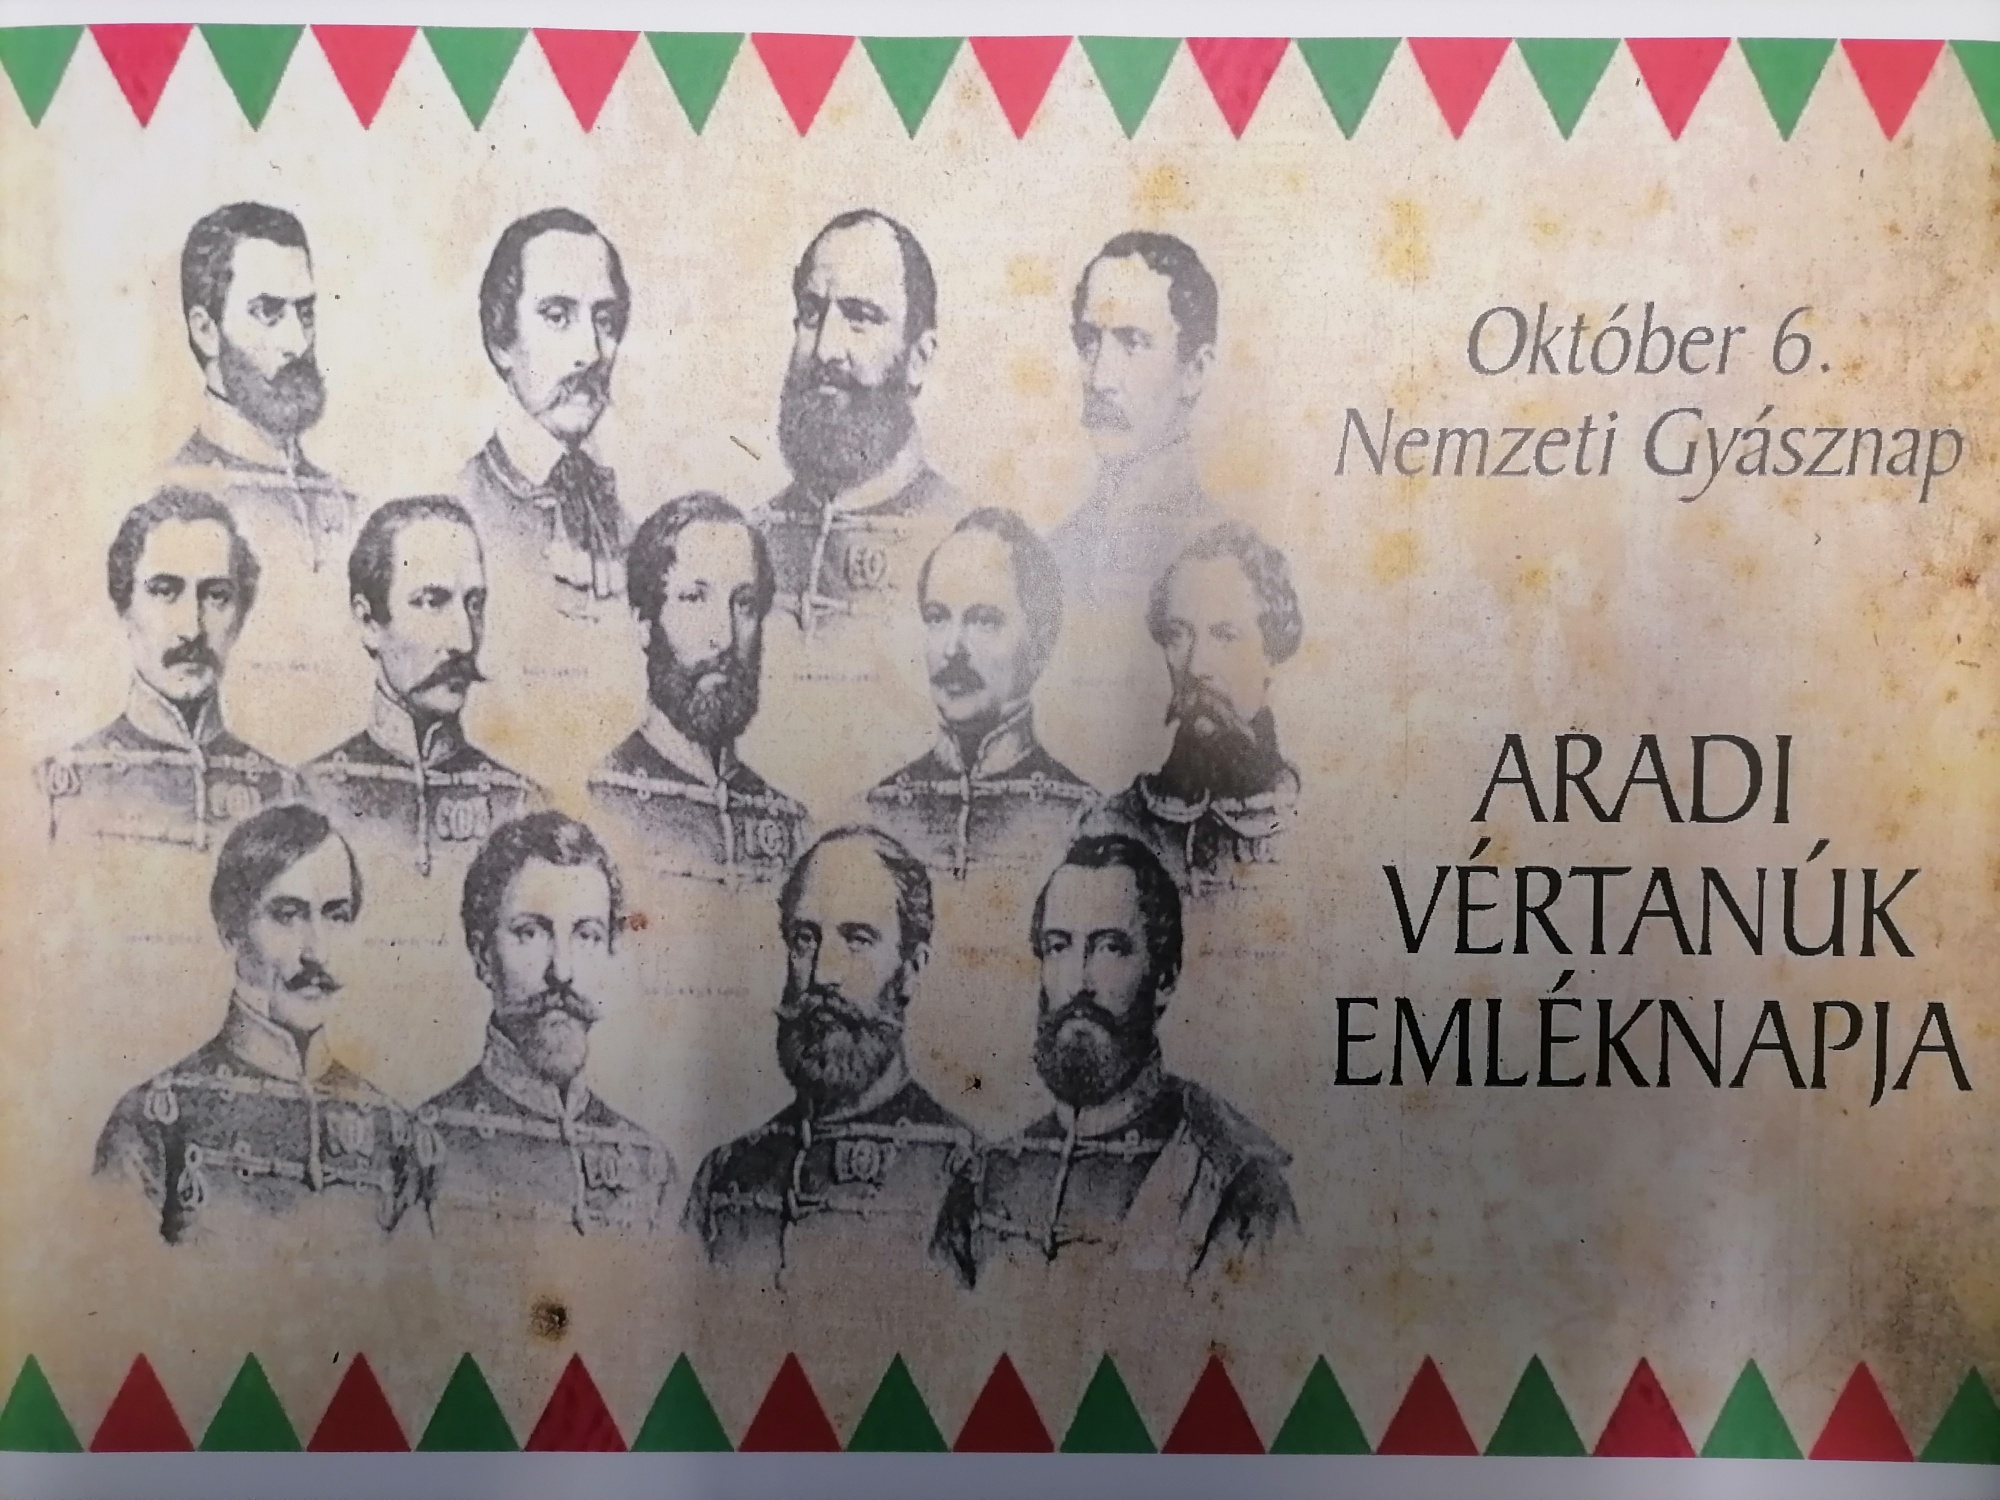 Október 6.
Nemzeti Gyásznap
ARADI
VÉRTANÚK
EMLÉKNAPJA